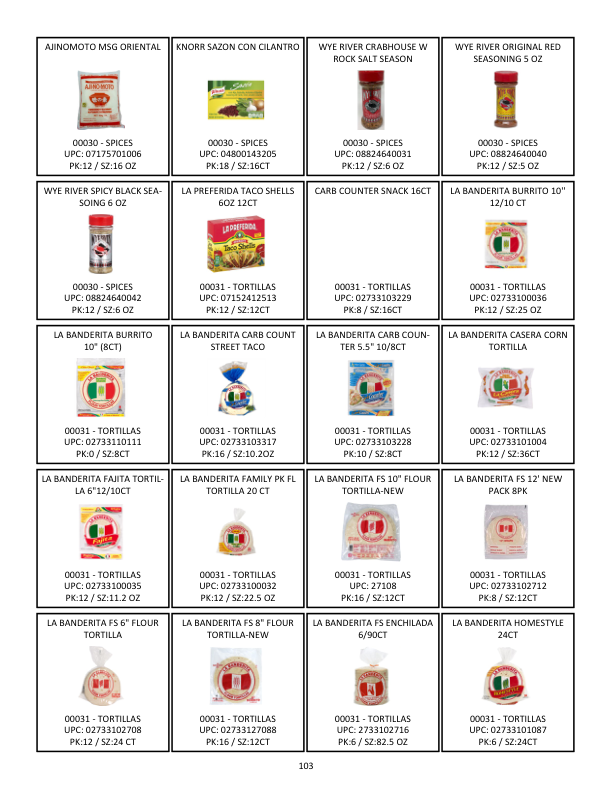 AJINOMOTO MSG ORIENTAL
00030 - SPICES
UPC: 07175701006
PK:12 / SZ:16 OZ
KNORR SAZON CON CILANTRO
00030 - SPICES
UPC: 04800143205
PK:18 / SZ:16CT
WYE RIVER CRABHOUSE W
ROCK SALT SEASON
00030 - SPICES
UPC: 08824640031
PK:12 / SZ:6 OZ
WYE RIVER ORIGINAL RED
SEASONING 5 OZ
00030 - SPICES
UPC: 08824640040
PK:12 / SZ:5 OZ
WYE RIVER SPICY BLACK SEA-
SOING 6 OZ
00030 - SPICES
UPC: 08824640042
PK:12 / SZ:6 OZ
LA PREFERIDA TACO SHELLS
6OZ 12CT
LA PREFERIDA
Taco Shells
00031 - TORTILLAS
UPC: 07152412513
PK:12 / SZ:12CT
CARB COUNTER SNACK 16CT
00031 - TORTILLAS
UPC: 02733103229
PK:8 / SZ:16CT
LA BANDERITA BURRITO 10"
12/10 CT
00031 - TORTILLAS
UPC: 02733100036
PK:12 / SZ:25 OZ
LA BANDERITA BURRITO
10" (8CT)
00031 - TORTILLAS
UPC: 02733110111
PK:0 / SZ:8CT
LA BANDERITA CARB COUNT
STREET TACO
00031 - TORTILLAS
UPC: 02733103317
PK:16 / SZ:10.2OZ
LA BANDERITA CARB COUN-
TER 5.5" 10/8CT
00031 - TORTILLAS
UPC: 02733103228
PK:10 / SZ:8CT
LA BANDERITA CASERA CORN
TORTILLA
00031 - TORTILLAS
UPC: 02733101004
PK:12 / SZ:36CT
LA BANDERITA FAJITA TORTIL-
LA 6"12/10CT
Fajita
00031 - TORTILLAS
UPC: 02733100035
PK:12 / SZ:11.2 OZ
LA BANDERITA FAMILY PK FL
TORTILLA 20 CT
00031 - TORTILLAS
UPC: 02733100032
PK:12 / SZ:22.5 OZ
LA BANDERITA FS 10" FLOUR
TORTILLA-NEW
00031 - TORTILLAS
UPC: 27108
PK:16 / SZ:12CT
LA BANDERITA FS 12' NEW
PACK 8PK
00031 - TORTILLAS
UPC: 02733102712
PK:8 / SZ:12CT
LA BANDERITA FS 6" FLOUR
TORTILLA
00031 - TORTILLAS
UPC: 02733102708
PK:12 / SZ:24 CT
LA BANDERITA FS 8" FLOUR
TORTILLA-NEW
00031 - TORTILLAS
UPC: 02733127088
PK:16 / SZ:12CT
LA BANDERITA FS ENCHILADA
6/90CT
00031 - TORTILLAS
UPC: 2733102716
PK:6 / SZ:82.5 OZ
LA BANDERITA HOMESTYLE
24CT
00031 - TORTILLAS
UPC: 02733101087
PK:6 / SZ:24CT
103